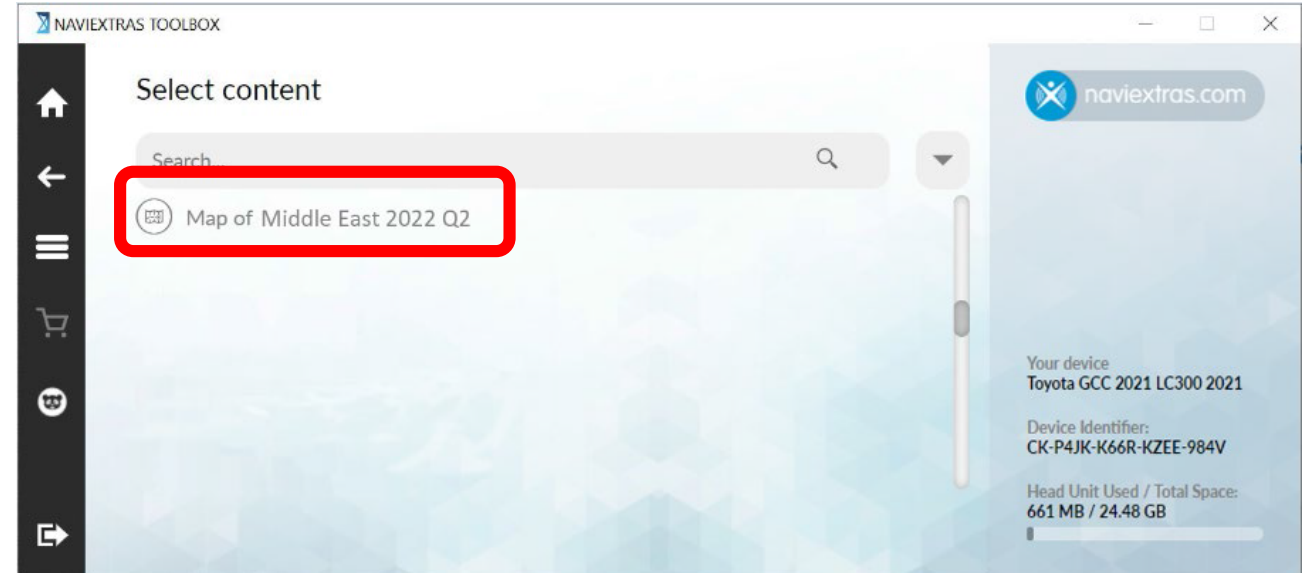 NAVIEXTRAS TOOLBOX
Select content
naviextras.com
Search...
Map of Middle East 2022 Q2
Your device
Toyota GCC 2021 LC300 2021
Device Identifier:
CK-P4JK-K66R-KZEE-984V
Head Unit Used / Total Space:
661 MB / 24.48 GB